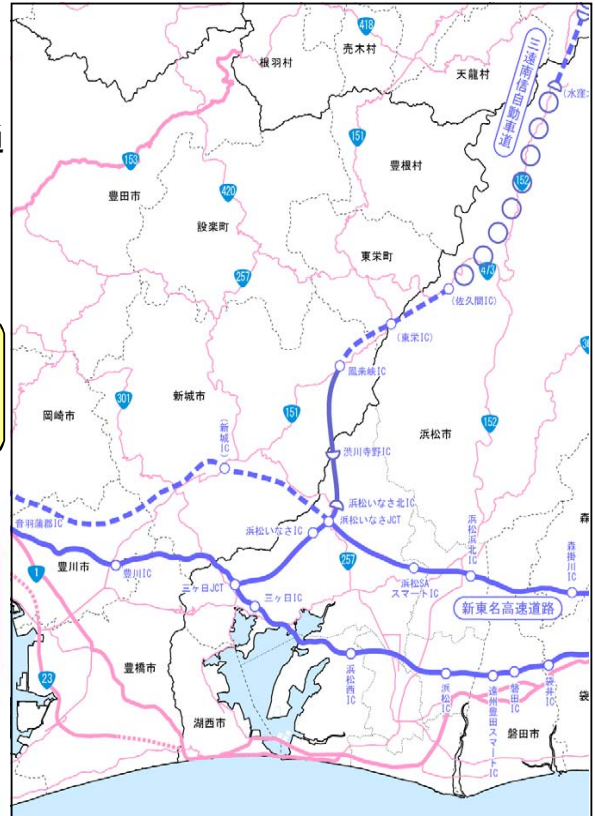 418
根羽村
売木村
天龍村
三遠南信自動車道
151
豊根村
153
152
豊田市
420
設楽町
東栄町
257
473
(佐久間IC)
(東栄IC)
鳳来峡IC
301
新城市
岡崎市
151
浜松市
152
(新城IC)
渋川寺野IC
浜松いなさ北IC
浜松いなさJCT
浜松いなさIC
音羽蒲郡IC
257
浜松浜北IC
森掛川IC
1
豊川市
豊川IC
三ヶ日JCT
三ヶ日IC
浜松SA
スマートIC
新東名高速道路
23
豊橋市
湖西市
浜松西IC
浜松IC
遠州豊田スマートIC
磐田IC
袋井IC
磐田市